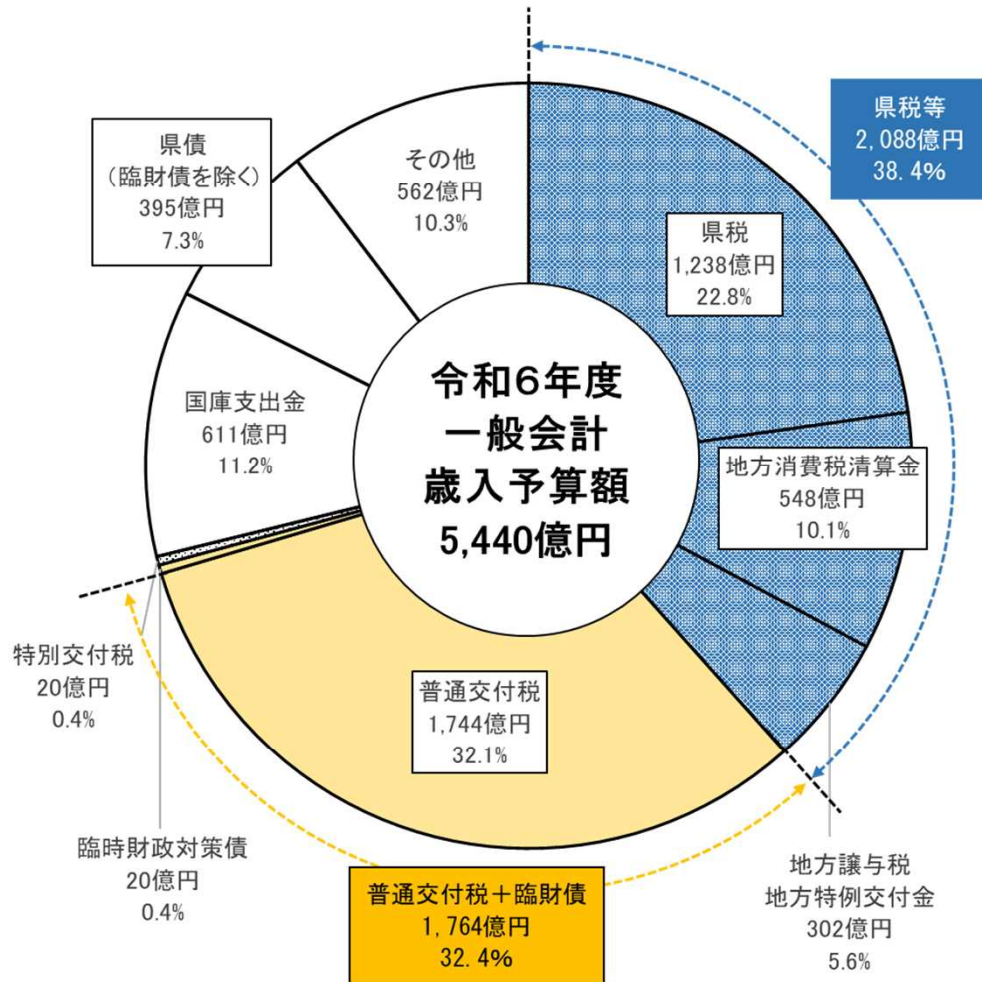 県税等
2,088億円
38.4%
県税
1,238億円
22.8%
地方消費税清算金
548億円
10.1%
地方譲与税
地方特例交付金
302億円
5.6%
普通交付税
1,744億円
32.1%
普通交付税＋臨財債
1,764億円
32.4%
臨時財政対策債
20億円
0.4%
特別交付税
20億円
0.4%
国庫支出金
611億円
11.2%
県債
（臨財債を除く）
395億円
7.3%
その他
562億円
10.3%
令和６年度
一般会計
歳入予算額
5,440億円